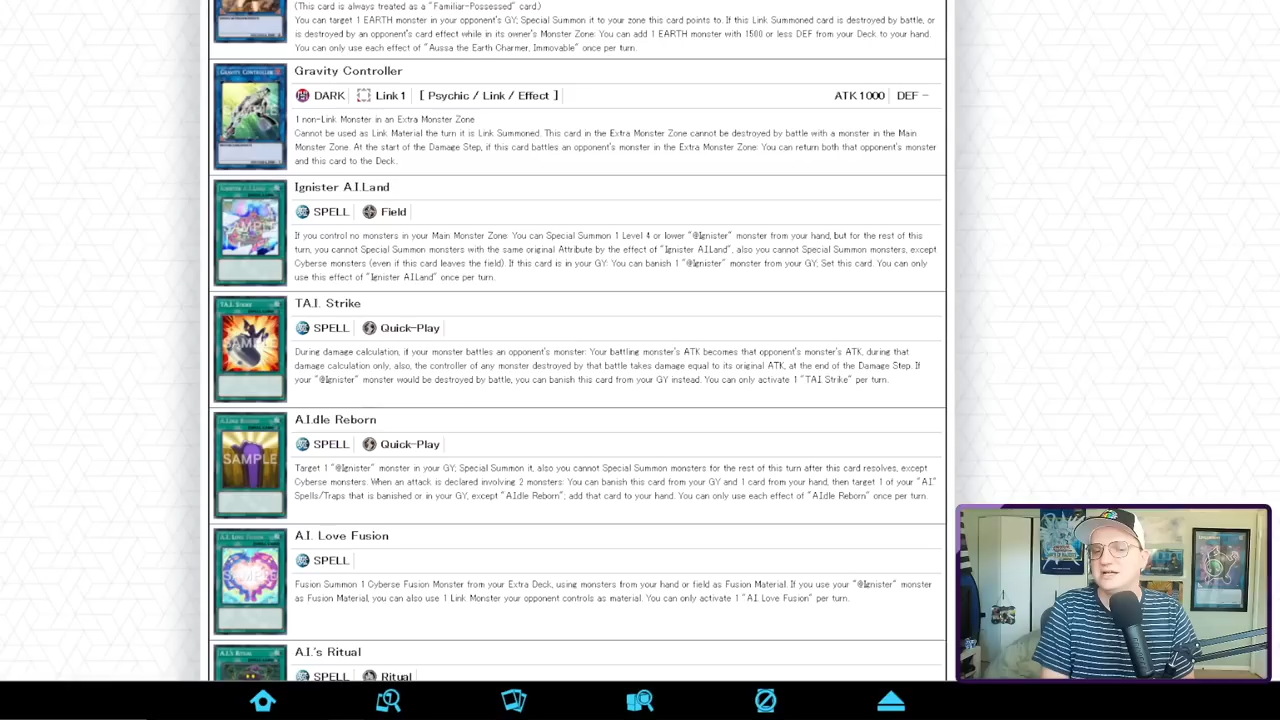 (This card is always treated as a "Familiar-Possessed" card.)
You can target 1 EARTH monster in your opponent's GY; Special Summon it to your zone this card points to. If this Link Summoned card is destroyed by battle, or
is destroyed by an opponent's card effect while in your Monster Zone: You can add 1 EARTH monster with 1500 or less DEF from your Deck to your hand.
You can only use each effect of "Aussa the Earth Charmer, Immovable" once per turn.
GRAVITY CONTROLLER
Gravity Controller
DARK Link 1 [ Psychic / Link / Effect ] ATK 1000 DEF -
1 non-Link Monster in an Extra Monster Zone
Cannot be used as Link Material the turn it is Link Summoned. This card in the Extra Monster Zone cannot be destroyed by battle with a monster in the Main
Monster Zone. At the start of the Damage Step, if this card battles an opponent's monster in the Extra Monster Zone: You can return both that opponent's monster
and this card to the Deck.
Ignister A.I.Land
SPELL Field
If you control no monsters in your Main Monster Zone: You can Special Summon 1 Level 4 or lower "@Ignister" monster from your hand, but for the rest of this
turn, you cannot Special Summon monsters with the same original Attribute by the effect of "Ignister A.I.Land", also you cannot Special Summon monsters, except
Cyberse monsters (even if this card leaves the field). If this card is in your GY: You can banish 1 "@Ignister" monster from your GY; Set this card. You can only
use this effect of "Ignister A.I.Land" once per turn.
TA.I. STRIKE
SAMPLE
TA.I. Strike
SPELL Quick-Play
During damage calculation, if your monster battles an opponent's monster: Your battling monster's ATK becomes that opponent's monster's ATK, during that
damage calculation only, also, the controller of any monster destroyed by that battle takes damage equal to its original ATK, at the end of the Damage Step. If
your "@Ignister" monster would be destroyed by battle, you can banish this card from your GY instead. You can only activate 1 "TA.I. Strike" per turn.
SAMPLE
A.I.dle Reborn
SPELL Quick-Play
Target 1 "@Ignister" monster in your GY; Special Summon it, also you cannot Special Summon monsters for the rest of this turn after this card resolves, except
Cyberse monsters. When an attack is declared involving 2 monsters: You can banish this card from your GY and 1 card from your hand, then target 1 of your "A.I."
Spells/Traps that is banished or in your GY, except "A.I.dle Reborn"; add that card to your hand. You can only use each effect of "A.I.dle Reborn" once per turn.
A.I. LOVE FUSION
SAMPLE
A.I. Love Fusion
SPELL
Fusion Summon 1 Cyberse Fusion Monster from your Extra Deck, using monsters from your hand or field as Fusion Material. If you use your "@Ignister" monster
as Fusion Material, you can also use 1 Link Monster your opponent controls as material. You can only activate 1 "A.I. Love Fusion" per turn.
A.I.'S RITUAL
A.I.'s Ritual
SPELL Ritual